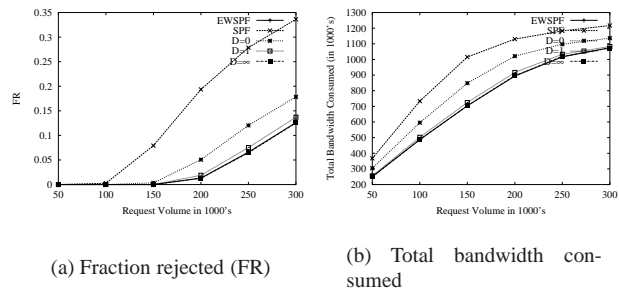 0.35
0.3
0.25
0.2
0.15
0.1
0.05
0
FR
50 100 150 200 250 300
Request Volume in 1000's
EWSPF
SPF
D=0
D=1
D=∞
(a) Fraction rejected (FR)
1300
1200
1100
1000
900
800
700
600
500
400
300
200
Total Bandwidth Consumed (in 1000's)
50 100 150 200 250 300
Request Volume in 1000's
EWSPF
SPF
D=0
D=1
D=∞
(b) Total bandwidth con-
sumed